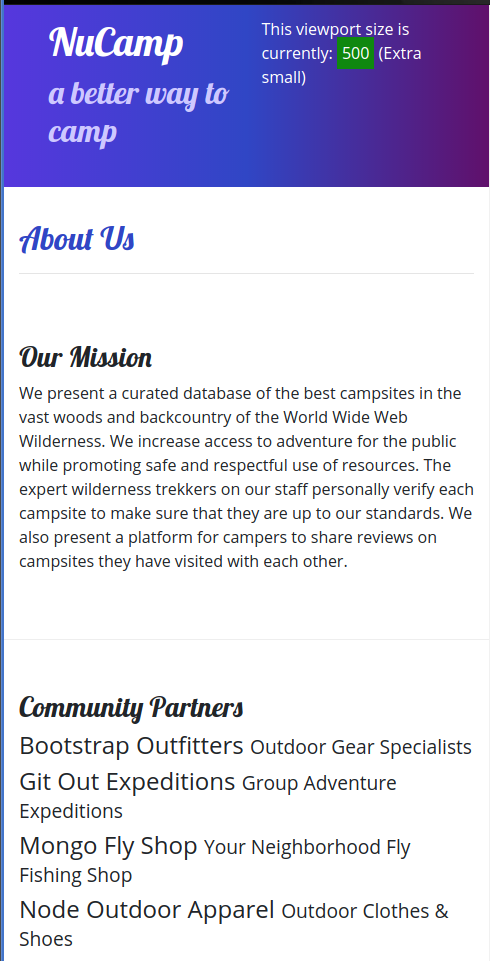 NuCamp
a better way to
camp
This viewport size is
currently: 500 (Extra
small)
About Us
Our Mission
We present a curated database of the best campsites in the
vast woods and backcountry of the World Wide Web
Wilderness. We increase access to adventure for the public
while promoting safe and respectful use of resources. The
expert wilderness trekkers on our staff personally verify each
campsite to make sure that they are up to our standards. We
also present a platform for campers to share reviews on
campsites they have visited with each other.
Community Partners
Bootstrap Outfitters Outdoor Gear Specialists
Git Out Expeditions Group Adventure
Expeditions
Mongo Fly Shop Your Neighborhood Fly
Fishing Shop
Node Outdoor Apparel Outdoor Clothes &
Shoes